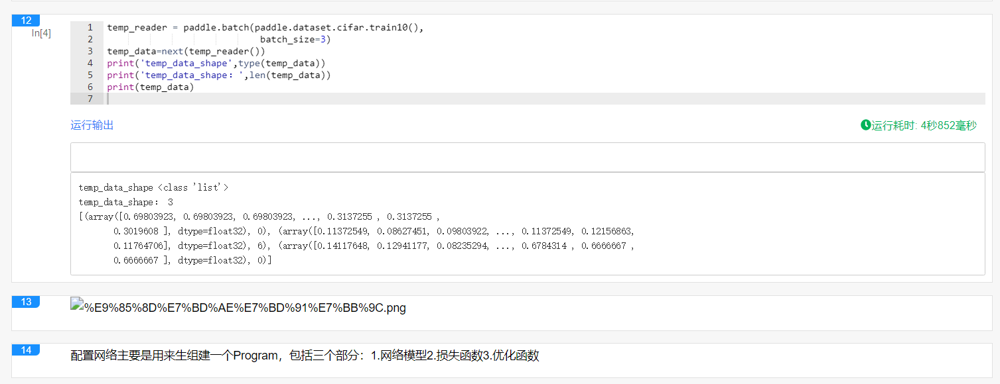 12
In[4]
1 temp_reader = paddle.batch(paddle.dataset.cifar.train10(),
2 batch_size=3)
3 temp_data=next(temp_reader())
4 print('temp_data_shape',type(temp_data))
5 print('temp_data_shape：',len(temp_data))
6 print(temp_data)
7
运行输出
运行耗时: 4秒852毫秒
temp_data_shape <class 'list'>
temp_data_shape： 3
[(array([0.69803923, 0.69803923, 0.69803923, ..., 0.3137255 , 0.3137255 ,
0.3019608 ], dtype=float32), 0), (array([0.11372549, 0.08627451, 0.09803922, ..., 0.11372549, 0.12156863,
0.11764706], dtype=float32), 6), (array([0.14117648, 0.12941177, 0.08235294, ..., 0.6784314 , 0.6666667 ,
0.6666667 ], dtype=float32), 0)]
13
%E9%85%8D%E7%BD%AE%E7%BD%91%E7%BB%9C.png
14
配置网络主要是用来生组建一个Program，包括三个部分：1.网络模型2.损失函数3.优化函数